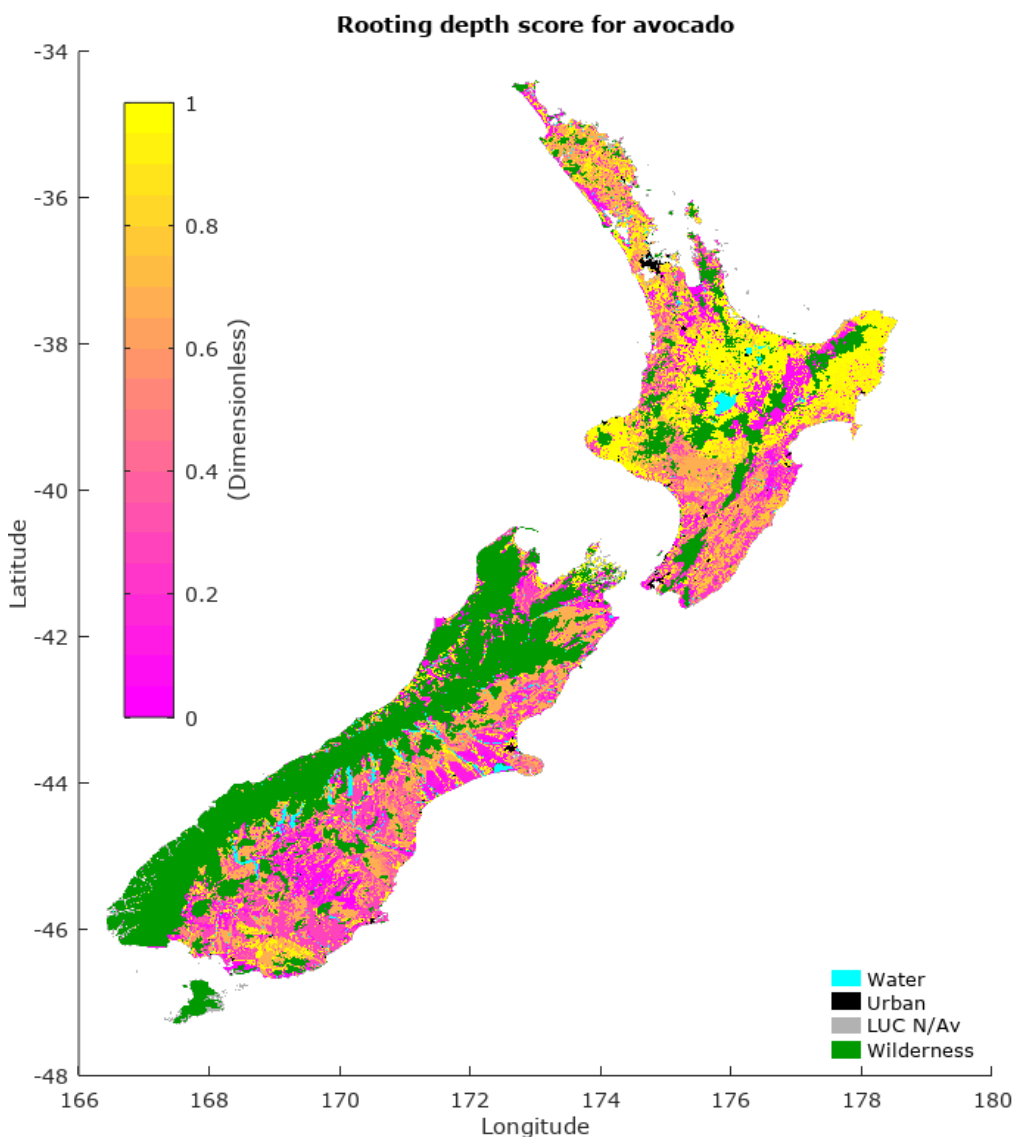 Rooting depth score for avocado
-34
-36
-38
-40
-42
-44
-46
-48
1
0.8
0.6
0.4
0.2
0
(Dimensionless)
Latitude
Water
Urban
LUC N/Av
Wilderness
166 168 170 172 174 176 178 180
Longitude